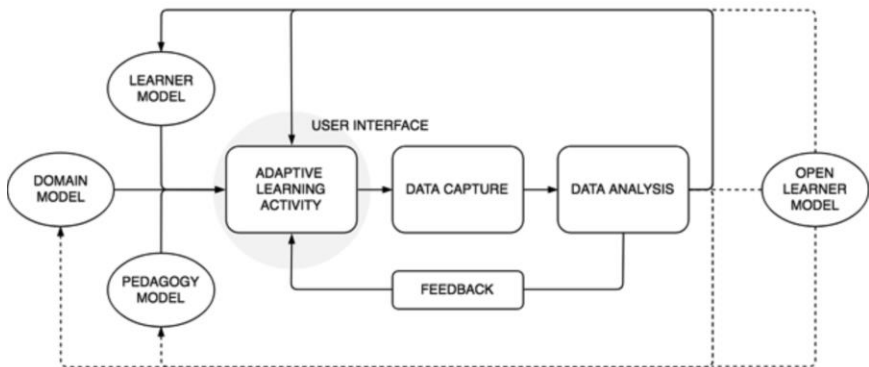 LEARNER
MODEL
USER INTERFACE
DOMAIN
MODEL
ADAPTIVE
LEARNING
ACTIVITY
DATA CAPTURE
DATA ANALYSIS
OPEN
LEARNER
MODEL
PEDAGOGY
MODEL
FEEDBACK